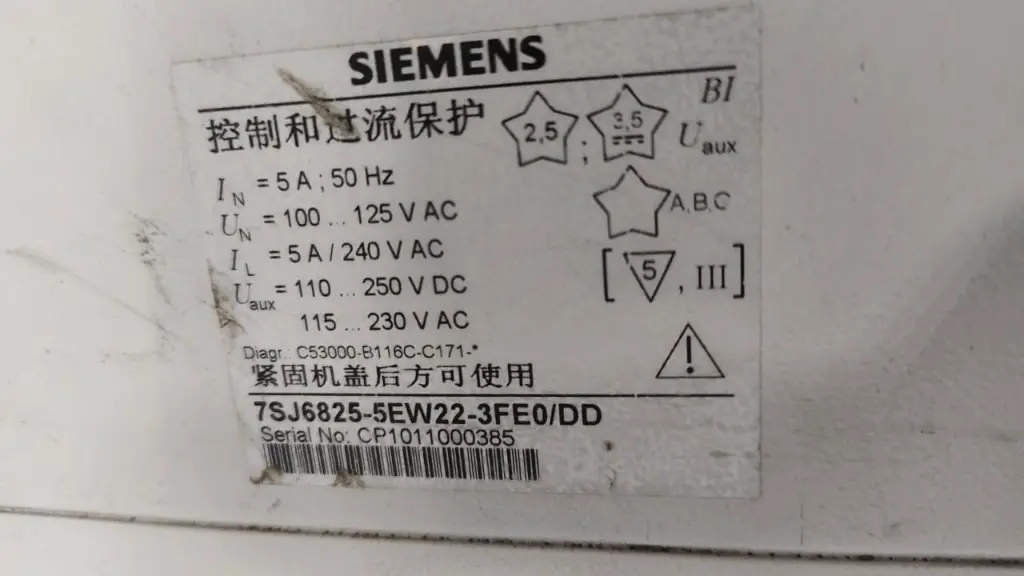 SIEMENS
控制和过流保护
2,5 ; 3,5
BI
Uaux
IN = 5 A ; 50 Hz
UN = 100 ... 125 V AC
A,B,C
IL = 5 A / 240 V AC
[ 5 , III ]
Uaux = 110 ... 250 V DC
115 ... 230 V AC
!
Diagr.: C53000-B116C-C171-*
紧固机盖后方可使用
7SJ6825-5EW22-3FE0/DD
Serial No: CP1011000385